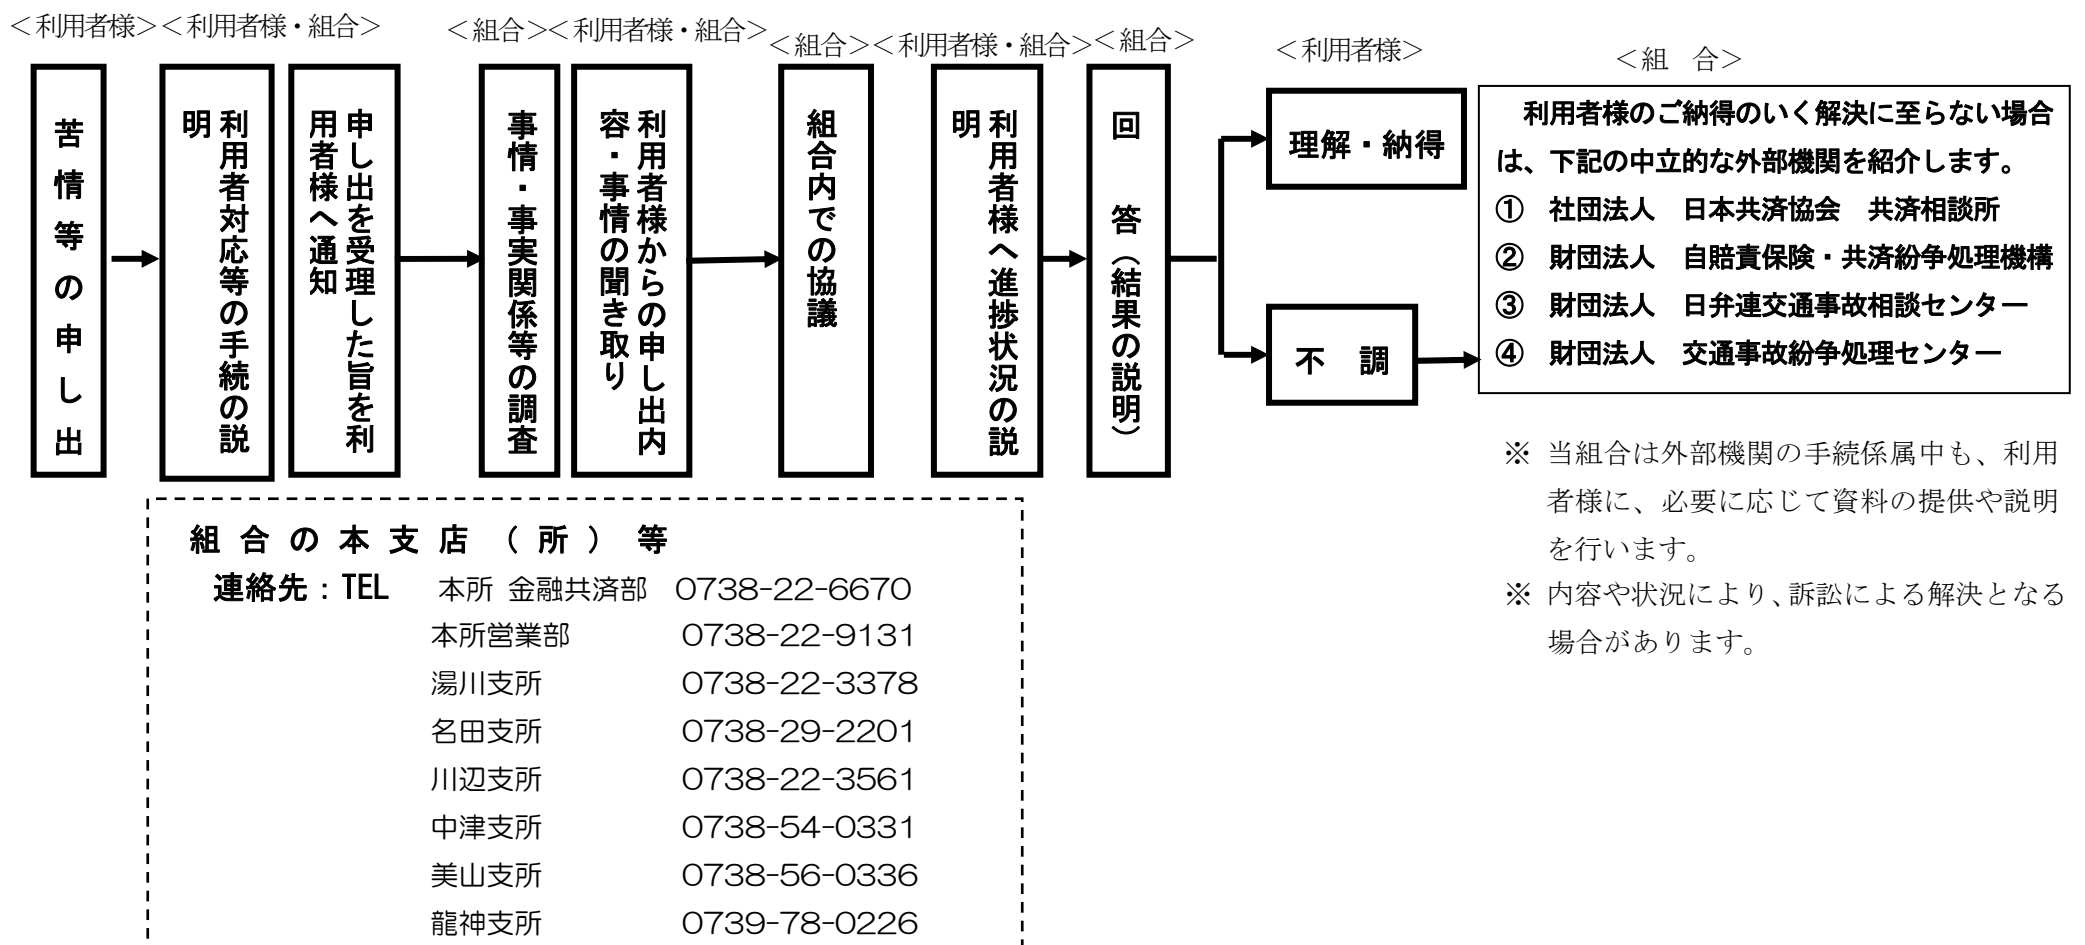 ＜利用者様＞＜利用者様・組合＞
＜組合＞＜利用者様・組合＞
＜組合＞＜利用者様・組合＞＜組合＞
＜利用者様＞
＜組　合＞
苦情等の申し出
利用者対応等の手続の説
明
申し出を受理した旨を利
用者様へ通知
事情・事実関係等の調査
利用者様からの申し出内
容・事情の聞き取り
組合内での協議
利用者様へ進捗状況の説
明
回　答（結果の説明）
理解・納得
不　調
利用者様のご納得のいく解決に至らない場合
は、下記の中立的な外部機関を紹介します。
①　社団法人　日本共済協会　共済相談所
②　財団法人　自賠責保険・共済紛争処理機構
③　財団法人　日弁連交通事故相談センター
④　財団法人　交通事故紛争処理センター
※ 当組合は外部機関の手続係属中も、利用
者様に、必要に応じて資料の提供や説明
を行います。
※ 内容や状況により、訴訟による解決となる
場合があります。
組合の本支店（所）等
連絡先：TEL　本所 金融共済部　0738-22-6670
本所営業部　0738-22-9131
湯川支所　0738-22-3378
名田支所　0738-29-2201
川辺支所　0738-22-3561
中津支所　0738-54-0331
美山支所　0738-56-0336
龍神支所　0739-78-0226